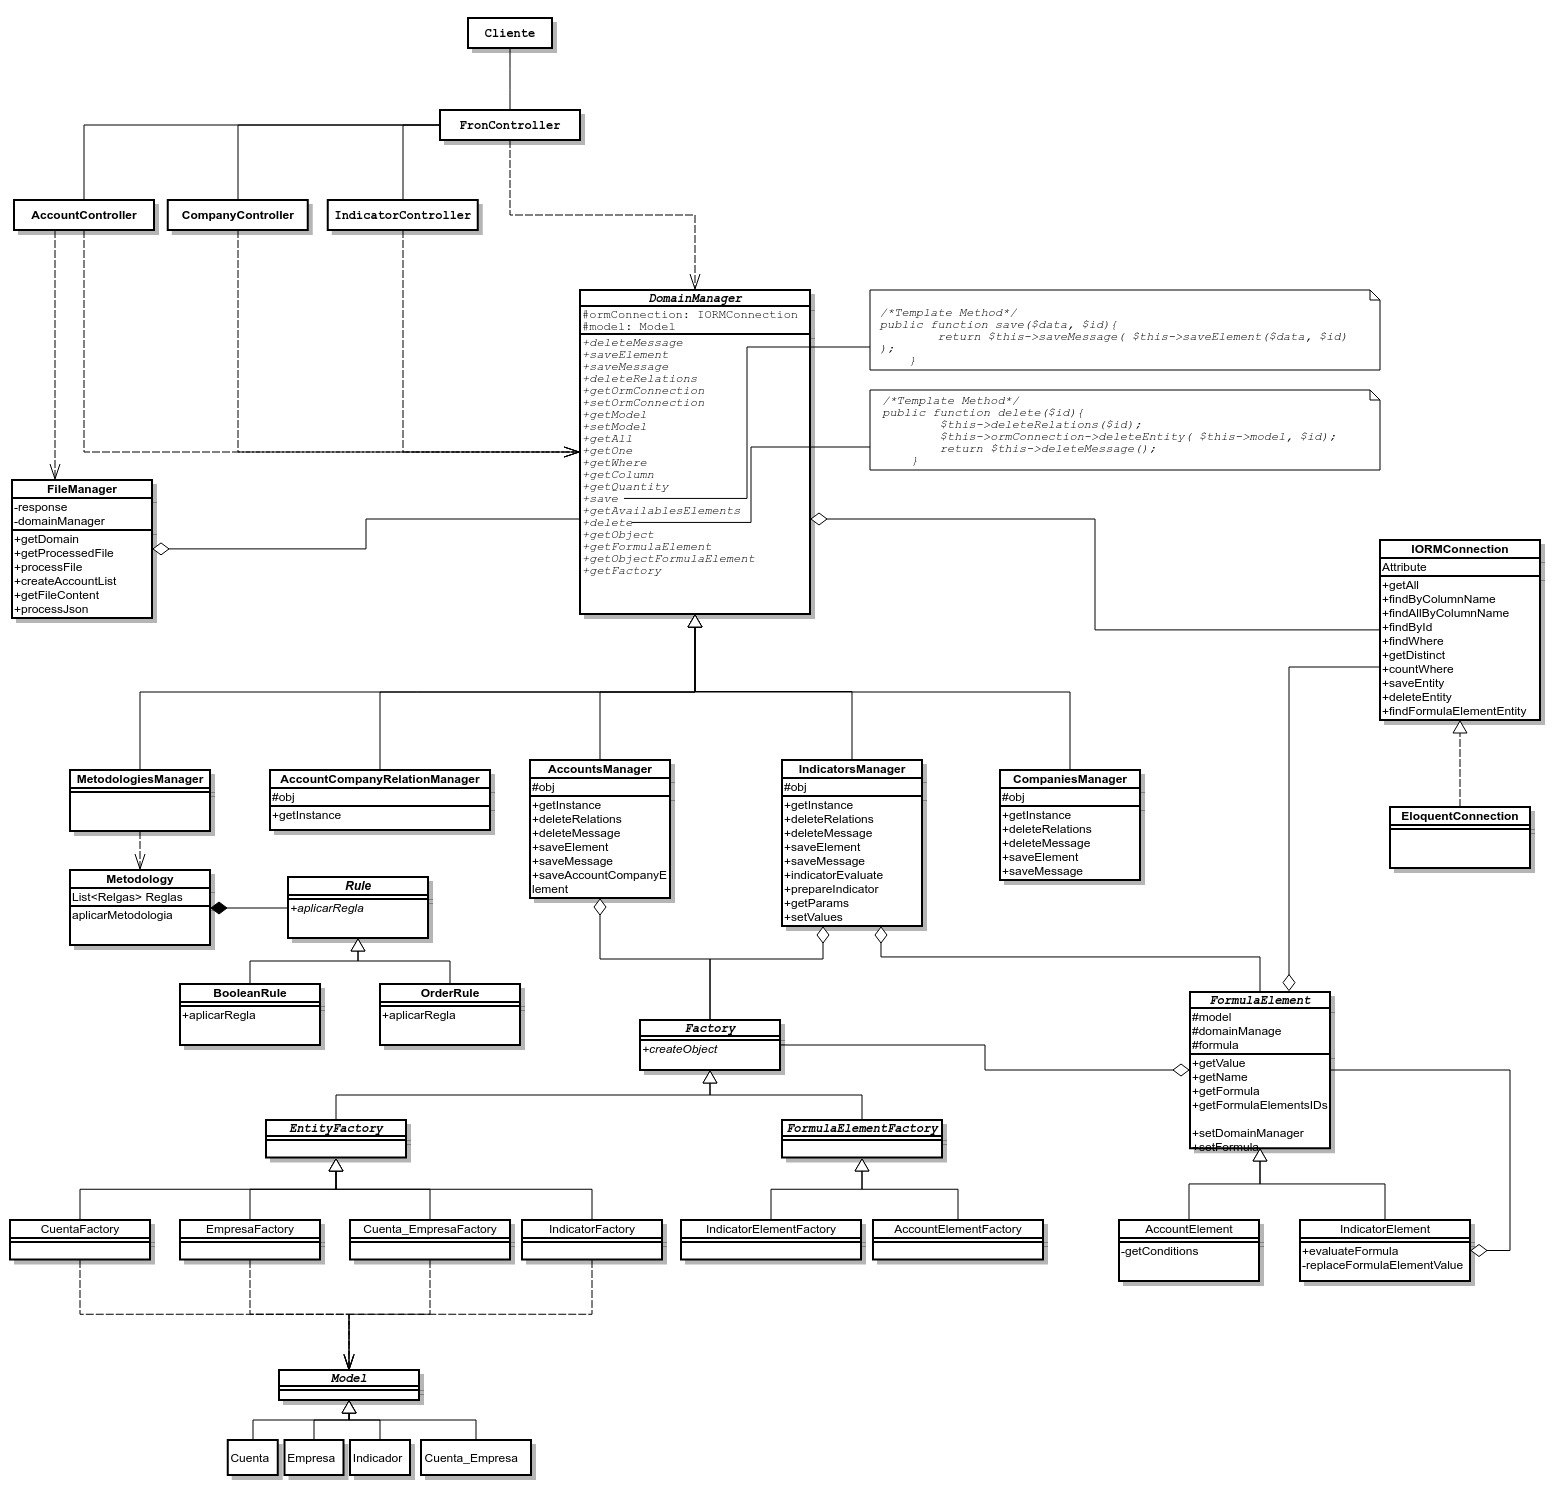 Cliente
FronController
AccountController
CompanyController
IndicatorController
DomainManager
#ormConnection: IORMConnection
#model: Model
+deleteMessage
+saveElement
+saveMessage
+deleteRelations
+getOrmConnection
+setOrmConnection
+getModel
+setModel
+getAll
+getOne
+getWhere
+getColumn
+getQuantity
+save
+getAvailablesElements
+delete
+getObject
+getFormulaElement
+getObjectFormulaElement
+getFactory
/*Template Method*/
public function save($data, $id){
return $this->saveMessage( $this->saveElement($data, $id)
);
}
/*Template Method*/
public function delete($id){
$this->deleteRelations($id);
$this->ormConnection->deleteEntity( $this->model, $id);
return $this->deleteMessage();
}
FileManager
-response
-domainManager
+getDomain
+getProcessedFile
+processFile
+createAccountList
+getFileContent
+processJson
IORMConnection
Attribute
+getAll
+findByColumnName
+findAllByColumnName
+findById
+findWhere
+getDistinct
+countWhere
+saveEntity
+deleteEntity
+findFormulaElementEntity
MetodologiesManager
AccountCompanyRelationManager
#obj
+getInstance
AccountsManager
#obj
+getInstance
+deleteRelations
+deleteMessage
+saveElement
+saveMessage
+saveAccountCompanyE
lement
IndicatorsManager
#obj
+getInstance
+deleteRelations
+deleteMessage
+saveElement
+saveMessage
+indicatorEvaluate
+prepareIndicator
+getParams
+setValues
CompaniesManager
#obj
+getInstance
+deleteRelations
+deleteMessage
+saveElement
+saveMessage
EloquentConnection
Metodology
List<Relgas> Reglas
aplicarMetodologia
Rule
+aplicarRegla
BooleanRule
+aplicarRegla
OrderRule
+aplicarRegla
Factory
+createObject
FormulaElement
#model
#domainManage
#formula
+getValue
+getName
+getFormula
+getFormulaElementsIDs
+setDomainManager
+setFormula
EntityFactory
FormulaElementFactory
CuentaFactory
EmpresaFactory
Cuenta_EmpresaFactory
IndicatorFactory
IndicatorElementFactory
AccountElementFactory
AccountElement
-getConditions
IndicatorElement
+evaluateFormula
-replaceFormulaElementValue
Model
Cuenta
Empresa
Indicador
Cuenta_Empresa